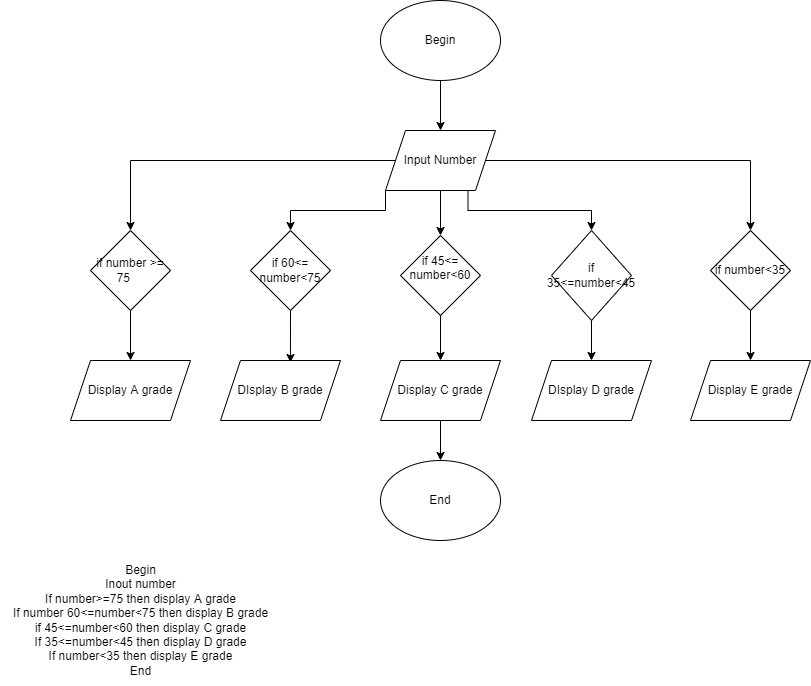 Begin
Input Number
if number >=
75
if 60<=
number<75
if 45<=
number<60
if
35<=number<45
if number<35
Display A grade
DIsplay B grade
Display C grade
DIsplay D grade
Display E grade
End
Begin
Inout number
If number>=75 then display A grade
If number 60<=number<75 then display B grade
if 45<=number<60 then display C grade
If 35<=number<45 then display D grade
If number<35 then display E grade
End